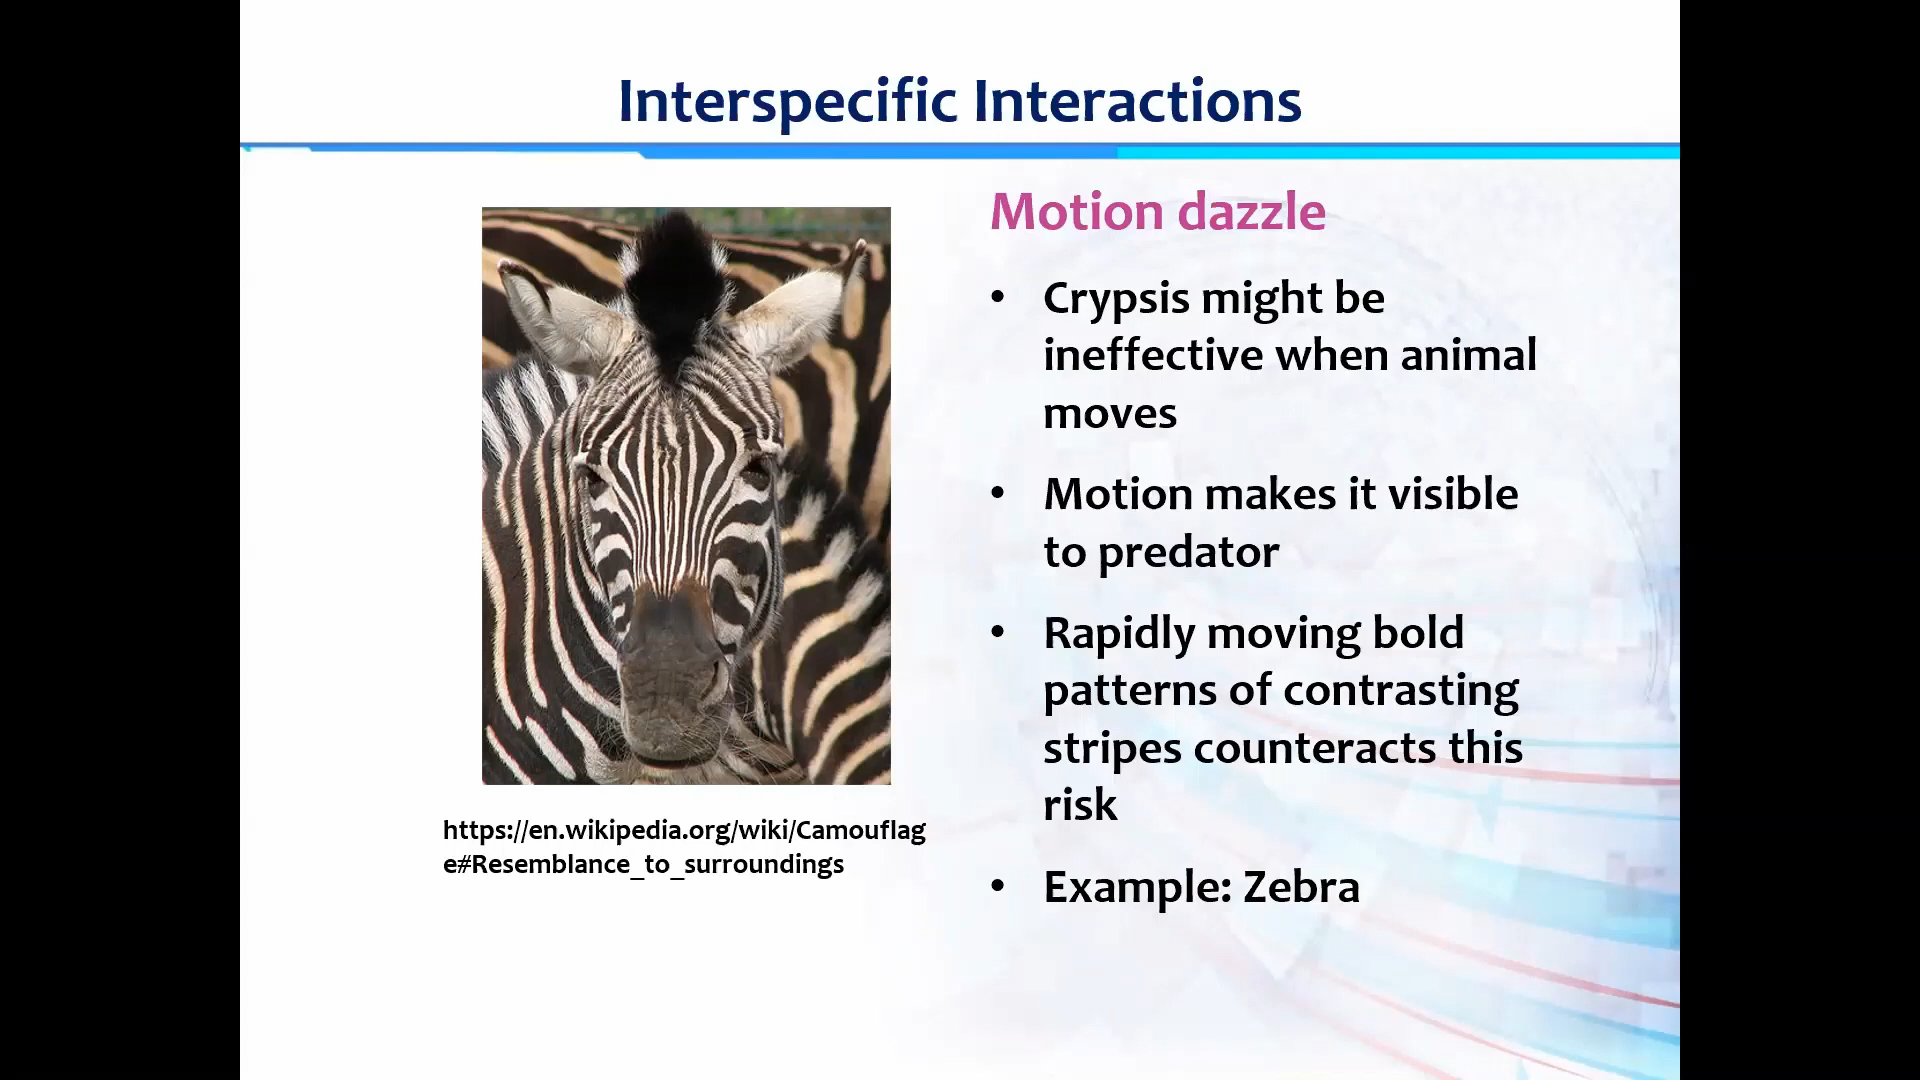 Interspecific Interactions
Motion dazzle
• Crypsis might be
ineffective when animal
moves
• Motion makes it visible
to predator
• Rapidly moving bold
patterns of contrasting
stripes counteracts this
risk
• Example: Zebra
https://en.wikipedia.org/wiki/Camouflag
e#Resemblance_to_surroundings